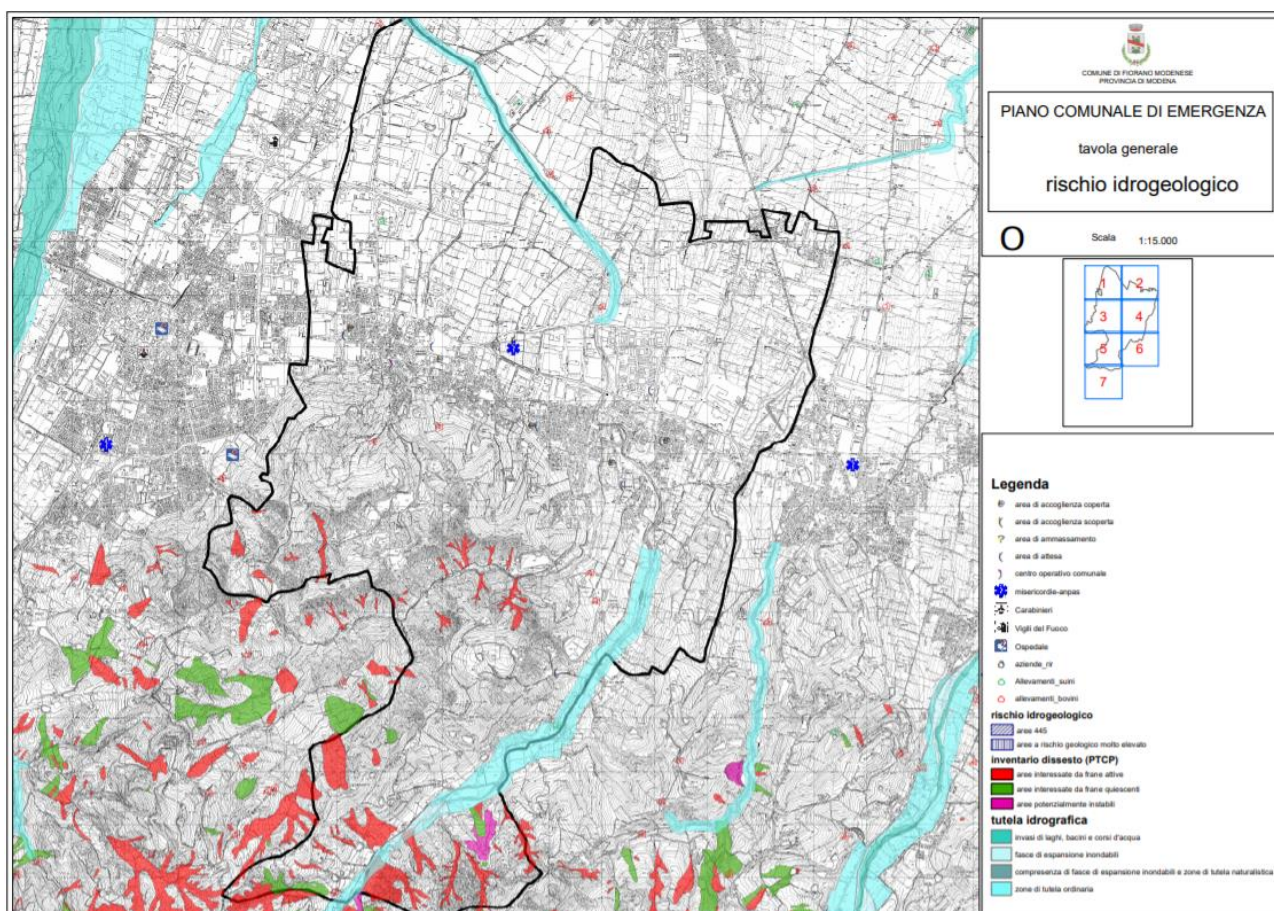 COMUNE DI FIORANO MODENESE
PROVINCIA DI MODENA
PIANO COMUNALE DI EMERGENZA
tavola generale
rischio idrogeologico
O
Scala 1:15.000
1 2
3 4
5 6
7
Legenda
area di accoglienza coperta
area di accoglienza scoperta
area di ammassamento
area di attesa
centro operativo comunale
misericordie-anpas
Carabinieri
Vigili del Fuoco
Ospedale
aziende_rir
Allevamenti_suini
allevamenti_bovini
rischio idrogeologico
aree 445
aree a rischio geologico molto elevato
inventario dissesto (PTCP)
aree interessate da frane attive
aree interessate da frane quiescenti
aree potenzialmente instabili
tutela idrografica
invasi di laghi, bacini e corsi d'acqua
fasce di espansione inondabili
compresenza di fasce di espansione inondabili e zone di tutela naturalistica
zone di tutela ordinaria